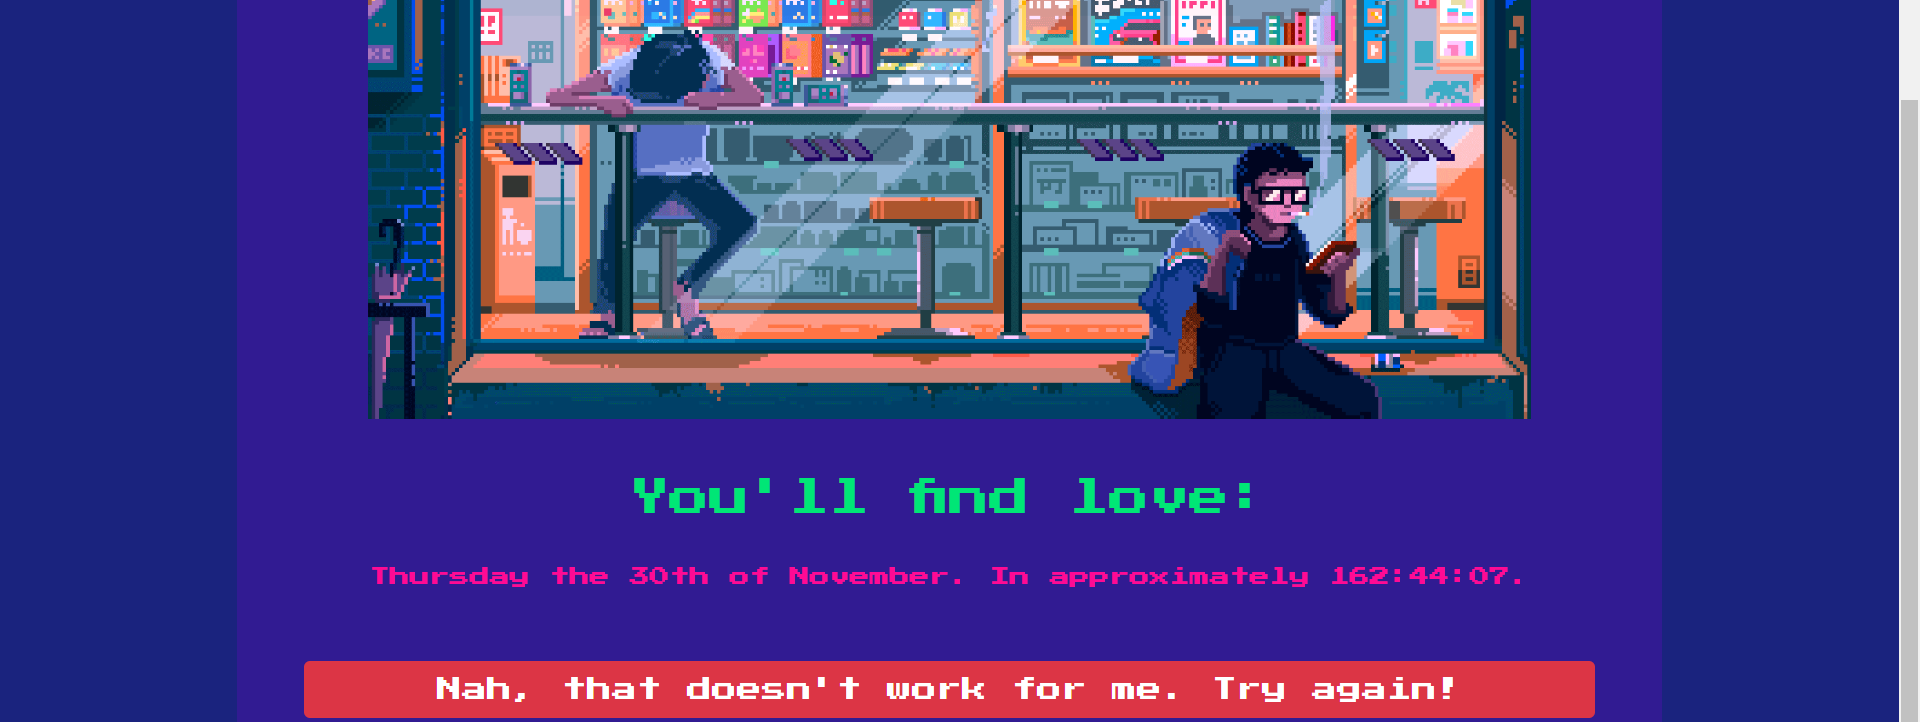 You'll find love:
Thursday the 30th of November. In approximately 162:44:07.
Nah, that doesn't work for me. Try again!